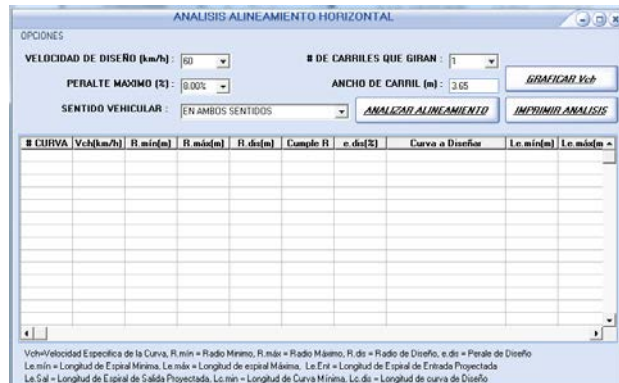 ANALISIS ALINEAMIENTO HORIZONTAL
OPCIONES
VELOCIDAD DE DISEÑO (km/h) : 60 # DE CARRILES QUE GIRAN : 1
PERALTE MAXIMO (%) : 8.00% ANCHO DE CARRIL (m) : 3.65 GRAFICAR Vch
SENTIDO VEHICULAR : EN AMBOS SENTIDOS ANALIZAR ALINEAMIENTO IMPRIMIR ANALISIS
# CURVA Vch(km/h) R.mín(m) R.máx(m) R.dis(m) Cumple R e.dis(%) Curva a Diseñar Le.mín(m) Le.máx(m
Vch=Velocidad Especifica de la Curva, R.mín = Radio Minimo, R.máx = Radio Máximo, R.dis = Radio de Diseño, e.dis = Perale de Diseño
Le.mín = Longitud de Espiral Minima, Le.máx = Longitud de espiral Máxima, Le.Ent = Longitud de Espiral de Entrada Proyectada
Le.Sal = Longitud de Espiral de Salida Proyectada, Lc.min = Longitud de Curva Mínima, Lc.dis = Longitud de curva de Diseño